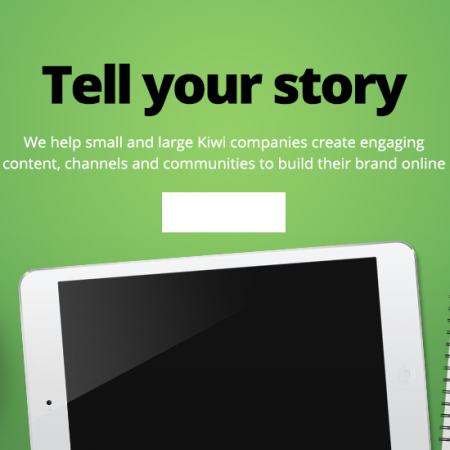 Tell your story
We help small and large Kiwi companies create engaging
content, channels and communities to build their brand online